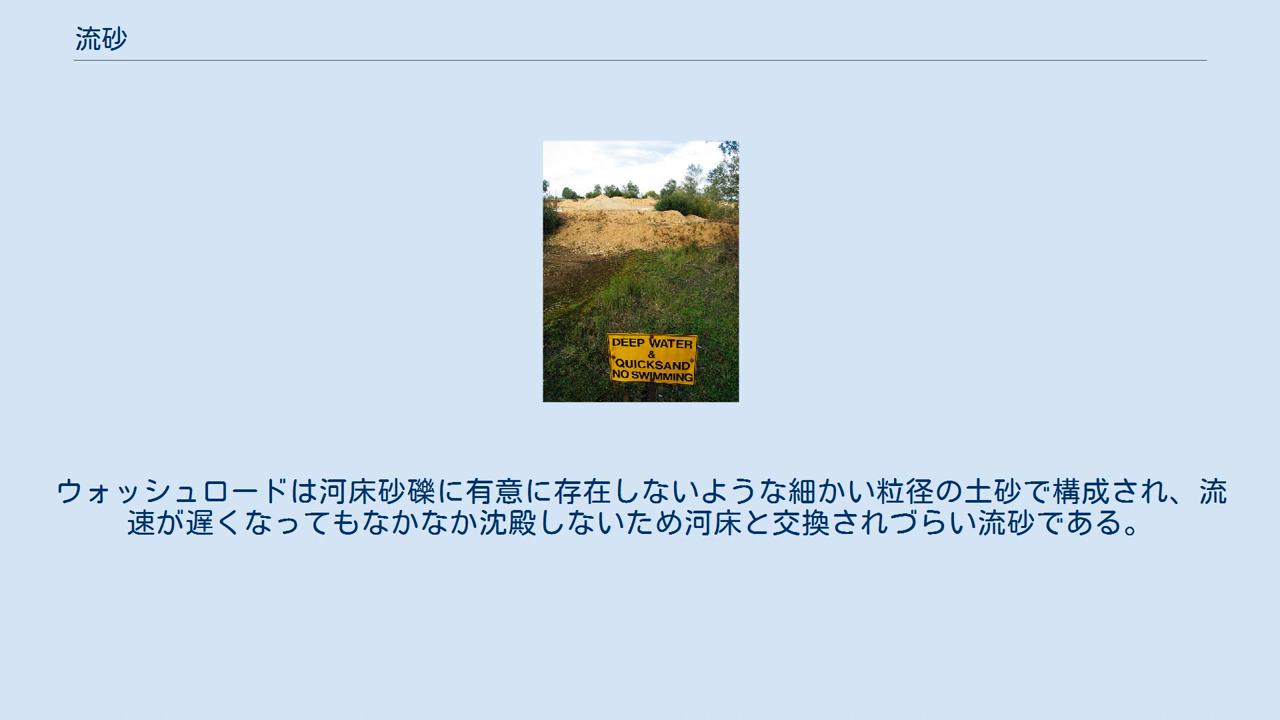 流砂
DEEP WATER
&
QUICKSAND
NO SWIMMING
ウォッシュロードは河床砂礫に有意に存在しないような細かい粒径の土砂で構成され、流
速が遅くなってもなかなか沈殿しないため河床と交換されづらい流砂である。